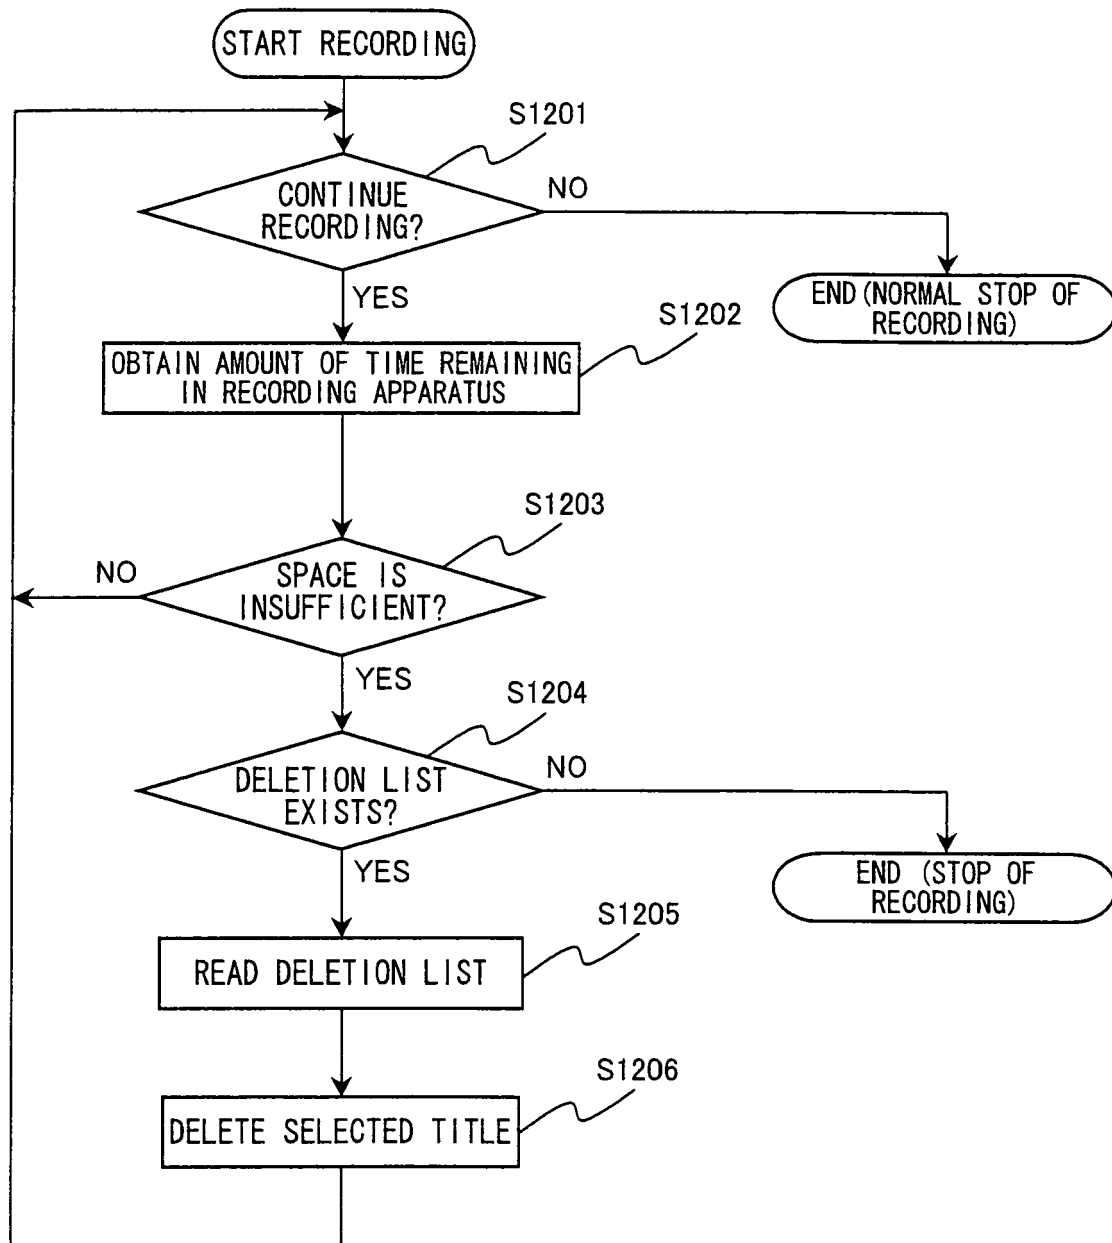 START RECORDING
S1201
CONTINUE
RECORDING?
NO
END(NORMAL STOP OF
RECORDING)
YES
S1202
OBTAIN AMOUNT OF TIME REMAINING
IN RECORDING APPARATUS
S1203
NO
SPACE IS
INSUFFICIENT?
YES
S1204
DELETION LIST
EXISTS?
NO
END (STOP OF
RECORDING)
YES
S1205
READ DELETION LIST
S1206
DELETE SELECTED TITLE